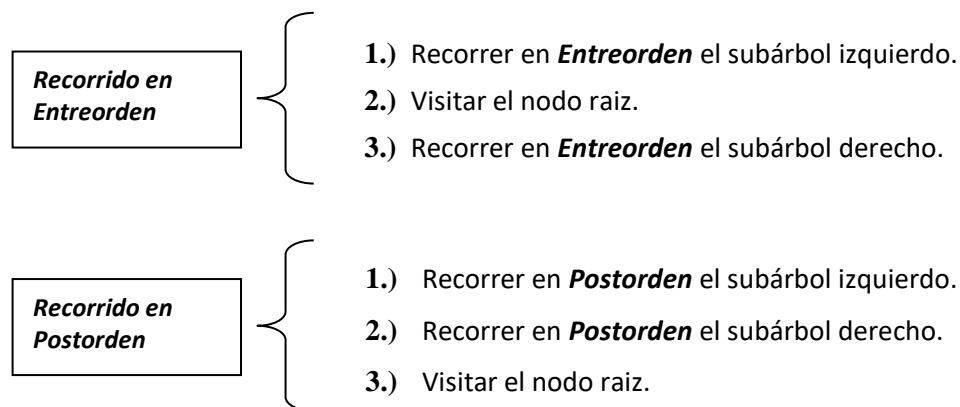 Recorrido en
Entreorden
1.) Recorrer en Entreorden el subárbol izquierdo.
2.) Visitar el nodo raiz.
3.) Recorrer en Entreorden el subárbol derecho.
Recorrido en
Postorden
1.) Recorrer en Postorden el subárbol izquierdo.
2.) Recorrer en Postorden el subárbol derecho.
3.) Visitar el nodo raiz.